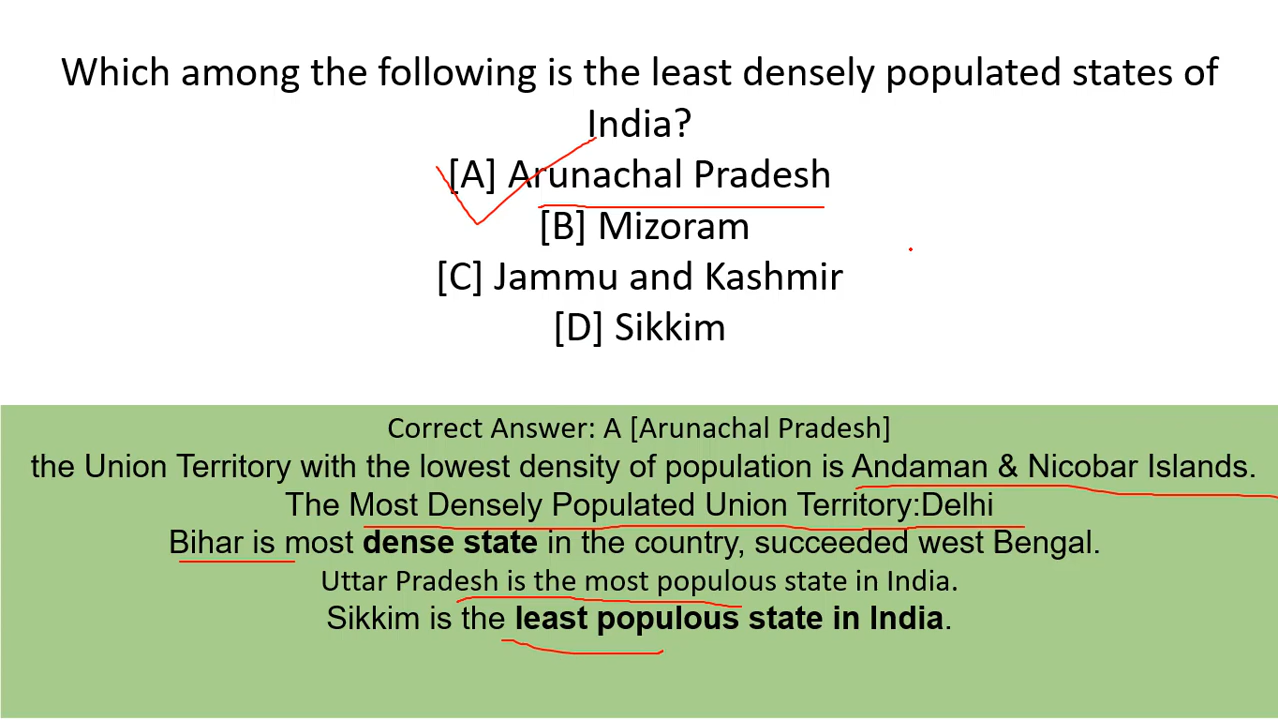 Which among the following is the least densely populated states of
India?
[A] Arunachal Pradesh
[B] Mizoram
[C] Jammu and Kashmir
[D] Sikkim
Correct Answer: A [Arunachal Pradesh]
the Union Territory with the lowest density of population is Andaman & Nicobar Islands.
The Most Densely Populated Union Territory:Delhi
Bihar is most dense state in the country, succeeded west Bengal.
Uttar Pradesh is the most populous state in India.
Sikkim is the least populous state in India.